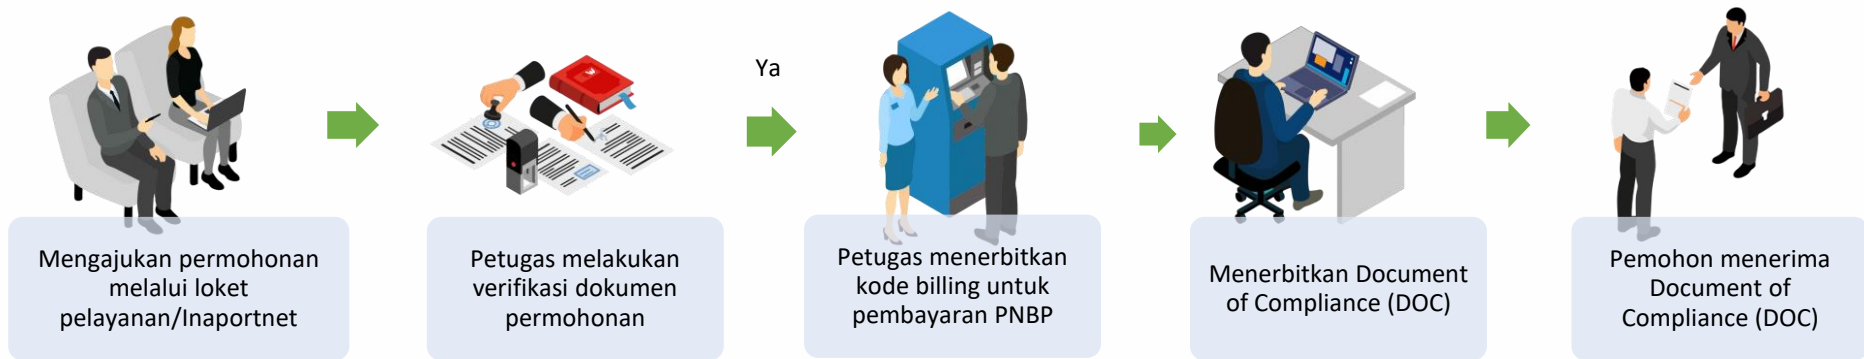 Ya
Mengajukan permohonan
melalui loket
pelayanan/Inaportnet
Petugas melakukan
verifikasi dokumen
permohonan
Petugas menerbitkan
kode billing untuk
pembayaran PNBP
Menerbitkan Document
of Compliance (DOC)
Pemohon menerima
Document of
Compliance (DOC)